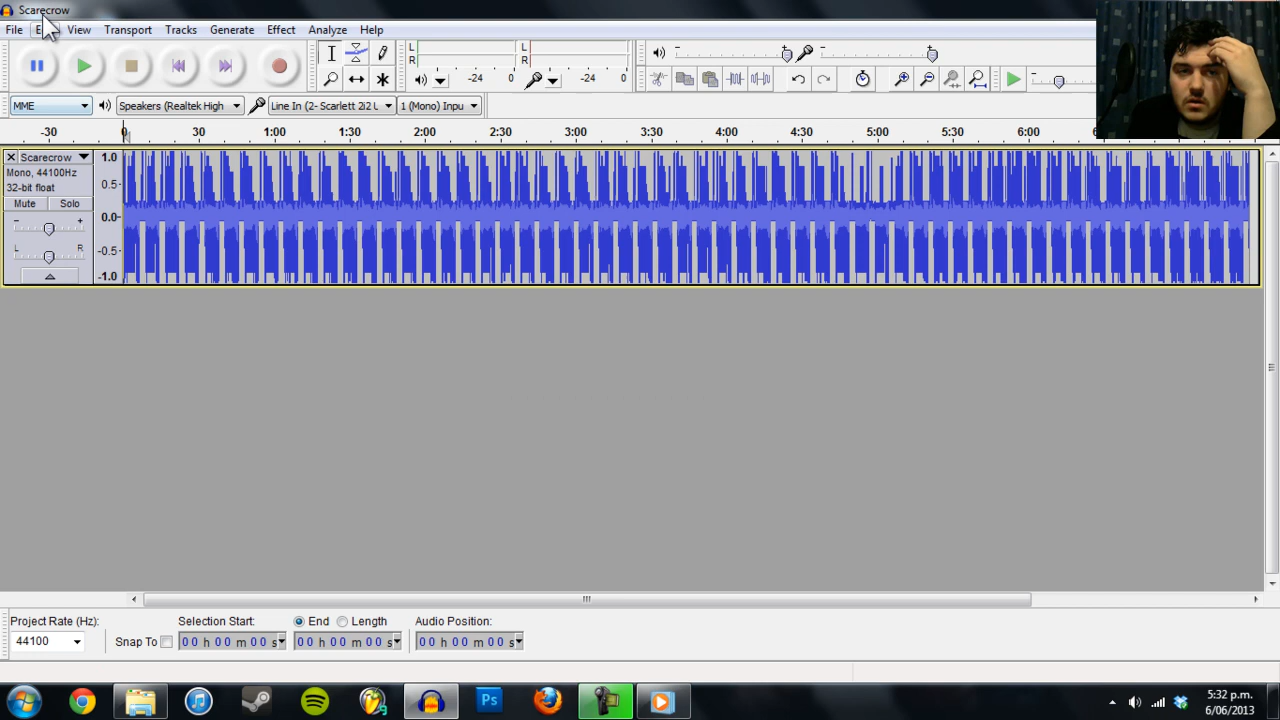 Scarecrow
File E View Transport Tracks Generate Effect Analyze Help
L R -24 0
L R -24 0
MME Speakers (Realtek High Line In (2- Scarlett 2i2 U 1 (Mono) Inpu
-30 0 30 1:00 1:30 2:00 2:30 3:00 3:30 4:00 4:30 5:00 5:30 6:00
Scarecrow
Mono, 44100Hz
32-bit float
Mute Solo
- +
L R
1.0
0.5
0.0
-0.5
-1.0
Project Rate (Hz): Selection Start: End Length Audio Position:
44100 Snap To 00 h 00 m 00 s 00 h 00 m 00 s 00 h 00 m 00 s
Ps
5:32 p.m.
6/06/2013